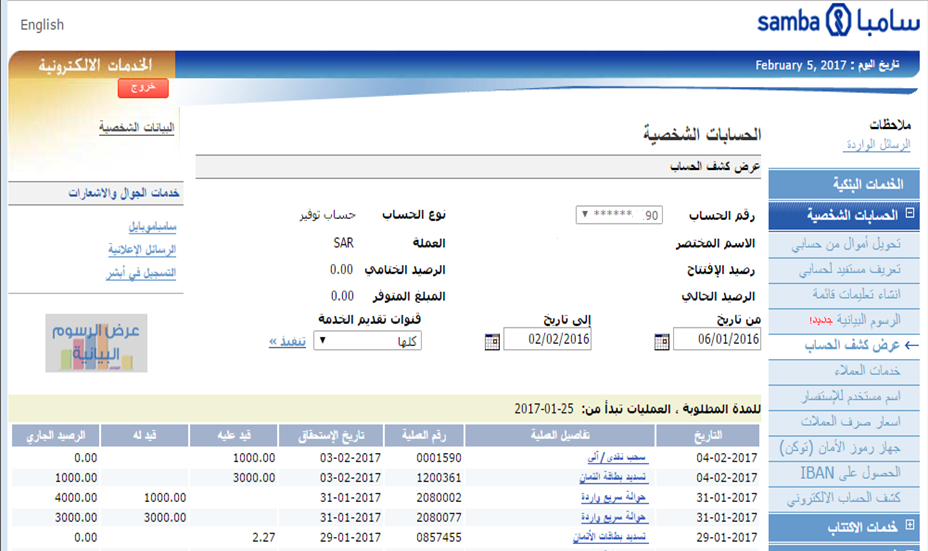 English
samba سامبا
تاريخ اليوم : February 5, 2017
الخدمات الالكترونية
خروج
البيانات الشخصية
خدمات الجوال والاشعارات
سامباموبايل
الرسائل الإعلانية
التسجيل في أبشر
عرض الرسوم
البيانية
ملاحظات
الرسائل الواردة
الخدمات البنكية
الحسابات الشخصية
تحويل أموال من حسابي
تعريف مستفيد لحسابي
انشاء تعليمات قائمة
الرسوم البيانية جديد!
عرض كشف الحساب
خدمات العملاء
اسم مستخدم للإستفسار
اسعار صرف العملات
جهاز رموز الأمان (توكن)
الحصول على IBAN
كشف الحساب الالكتروني
خدمات الاكتتاب
الحسابات الشخصية
عرض كشف الحساب
رقم الحساب 90. ****** نوع الحساب حساب توفير
الاسم المختصر العملة SAR
رصيد الإفتتاح الرصيد الختامي 0.00
الرصيد الحالي المبلغ المتوفر 0.00
من تاريخ إلى تاريخ قنوات تقديم الخدمة
06/01/2016 02/02/2016 كلها تنفيذ »
للمدة المطلوبة ، العمليات تبدأ من: 25-01-2017
التاريخ تفاصيل العملية رقم العملية تاريخ الإستحقاق قيد عليه قيد له الرصيد الجاري
04-02-2017 سحب نقدي/آلي 0001590 03-02-2017 1000.00 0.00
04-02-2017 تسديد بطاقة ائتمان 1200361 03-02-2017 3000.00 1000.00
31-01-2017 حوالة سريع واردة 2080002 31-01-2017 1000.00 4000.00
31-01-2017 حوالة سريع واردة 2080077 31-01-2017 3000.00 3000.00
29-01-2017 تسديد بطاقات الأتمان 0857455 29-01-2017 2.27 0.00